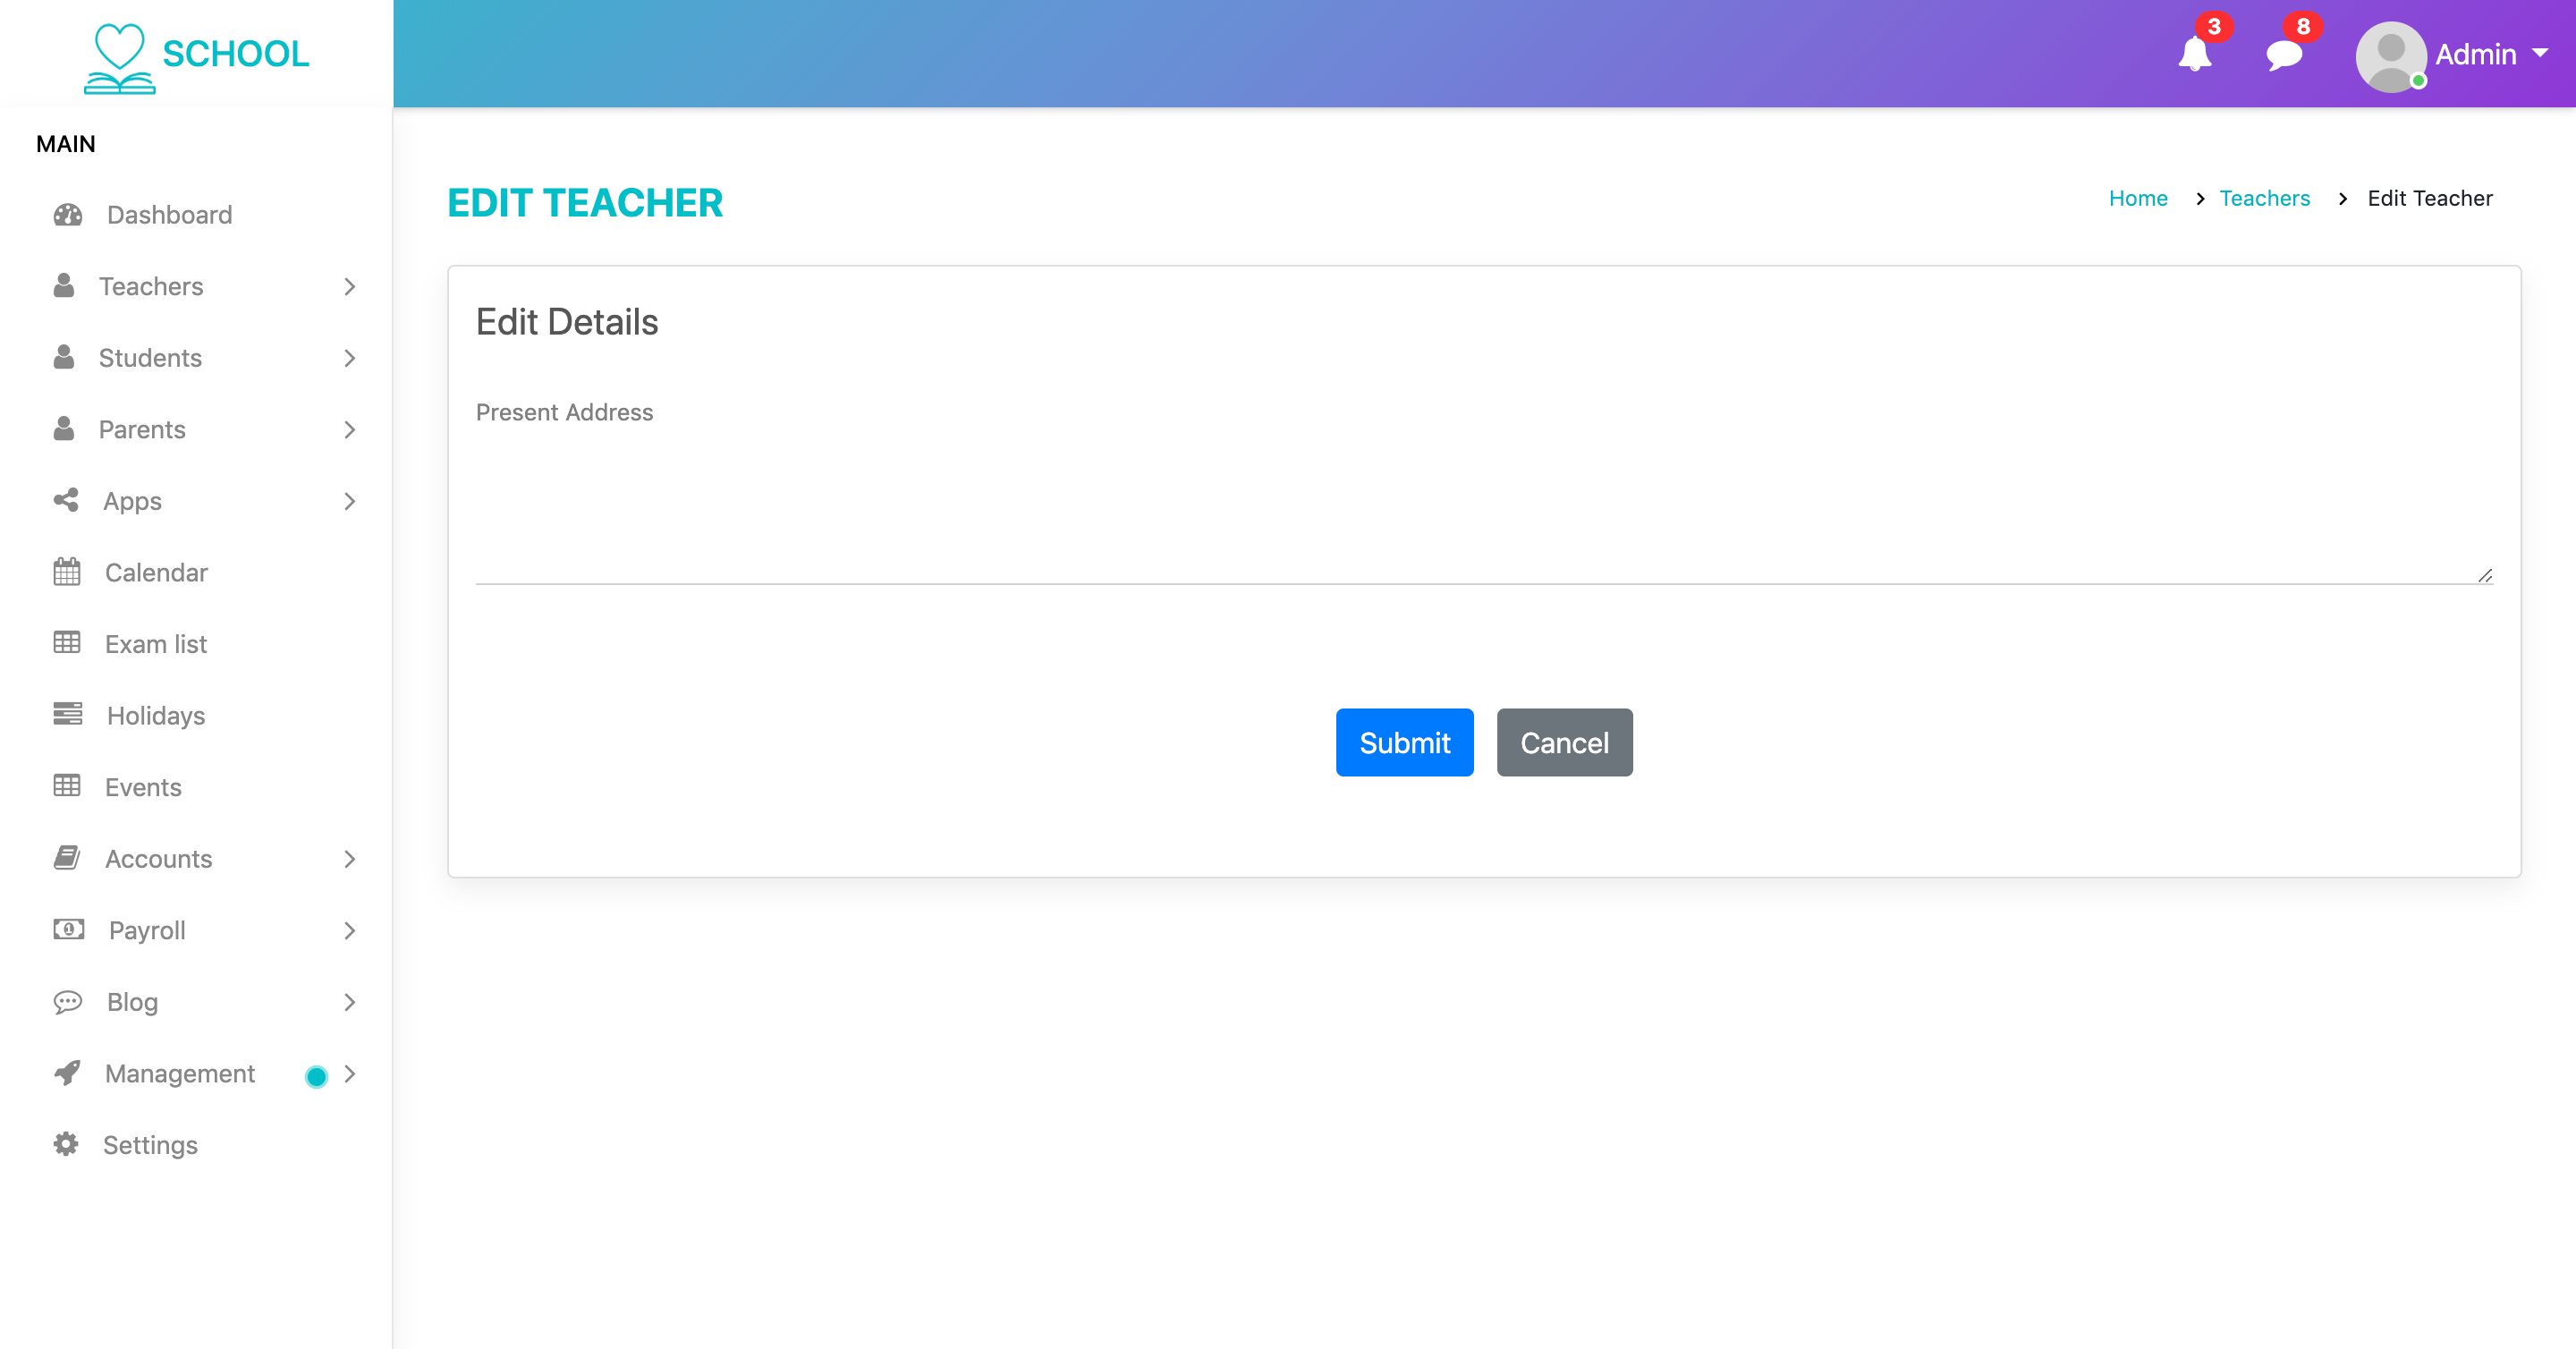 SCHOOL
3
8
Admin
MAIN
Dashboard
Teachers
Students
Parents
Apps
Calendar
Exam list
Holidays
Events
Accounts
Payroll
Blog
Management
Settings
EDIT TEACHER
Home > Teachers > Edit Teacher
Edit Details
Present Address
Submit Cancel